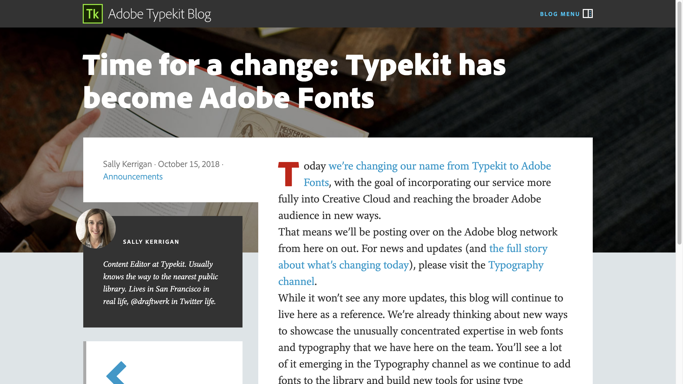 Tk Adobe Typekit Blog
BLOG MENU
Time for a change: Typekit has
become Adobe Fonts
Sally Kerrigan · October 15, 2018 ·
Announcements
SALLY KERRIGAN
Content Editor at Typekit. Usually
knows the way to the nearest public
library. Lives in San Francisco in
real life, @draftwerk in Twitter life.
Today we’re changing our name from Typekit to Adobe
Fonts, with the goal of incorporating our service more
fully into Creative Cloud and reaching the broader Adobe
audience in new ways.
That means we’ll be posting over on the Adobe blog network
from here on out. For news and updates (and the full story
about what’s changing today), please visit the Typography
channel.
While it won’t see any more updates, this blog will continue to
live here as a reference. We’re already thinking about new ways
to showcase the unusually concentrated expertise in web fonts
and typography that we have here on the team. You’ll see a lot
of it emerging in the Typography channel as we continue to add
fonts to the library and build new tools for using type